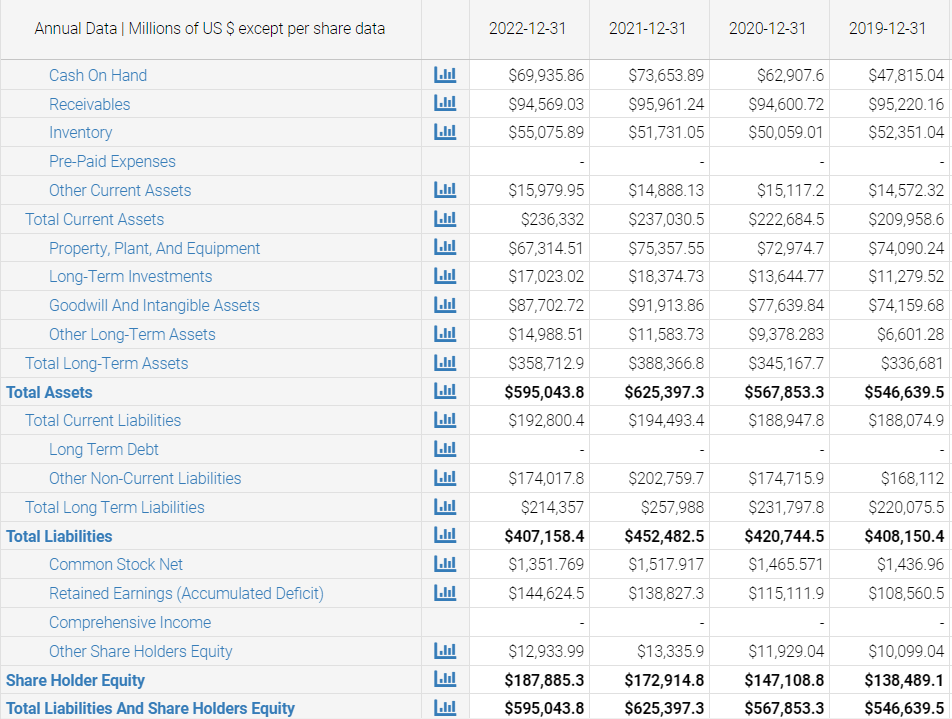 Annual Data | Millions of US $ except per share data 2022-12-31 2021-12-31 2020-12-31 2019-12-31
Cash On Hand $69,935.86 $73,653.89 $62,907.6 $47,815.04
Receivables $94,569.03 $95,961.24 $94,600.72 $95,220.16
Inventory $55,075.89 $51,731.05 $50,059.01 $52,351.04
Pre-Paid Expenses - - - -
Other Current Assets $15,979.95 $14,888.13 $15,117.2 $14,572.32
Total Current Assets $236,332 $237,030.5 $222,684.5 $209,958.6
Property, Plant, And Equipment $67,314.51 $75,357.55 $72,974.7 $74,090.24
Long-Term Investments $17,023.02 $18,374.73 $13,644.77 $11,279.52
Goodwill And Intangible Assets $87,702.72 $91,913.86 $77,639.84 $74,159.68
Other Long-Term Assets $14,988.51 $11,583.73 $9,378.283 $6,601.28
Total Long-Term Assets $358,712.9 $388,366.8 $345,167.7 $336,681
Total Assets $595,043.8 $625,397.3 $567,853.3 $546,639.5
Total Current Liabilities $192,800.4 $194,493.4 $188,947.8 $188,074.9
Long Term Debt - - - -
Other Non-Current Liabilities $174,017.8 $202,759.7 $174,715.9 $168,112
Total Long Term Liabilities $214,357 $257,988 $231,797.8 $220,075.5
Total Liabilities $407,158.4 $452,482.5 $420,744.5 $408,150.4
Common Stock Net $1,351.769 $1,517.917 $1,465.571 $1,436.96
Retained Earnings (Accumulated Deficit) $144,624.5 $138,827.3 $115,111.9 $108,560.5
Comprehensive Income - - - -
Other Share Holders Equity $12,933.99 $13,335.9 $11,929.04 $10,099.04
Share Holder Equity $187,885.3 $172,914.8 $147,108.8 $138,489.1
Total Liabilities And Share Holders Equity $595,043.8 $625,397.3 $567,853.3 $546,639.5